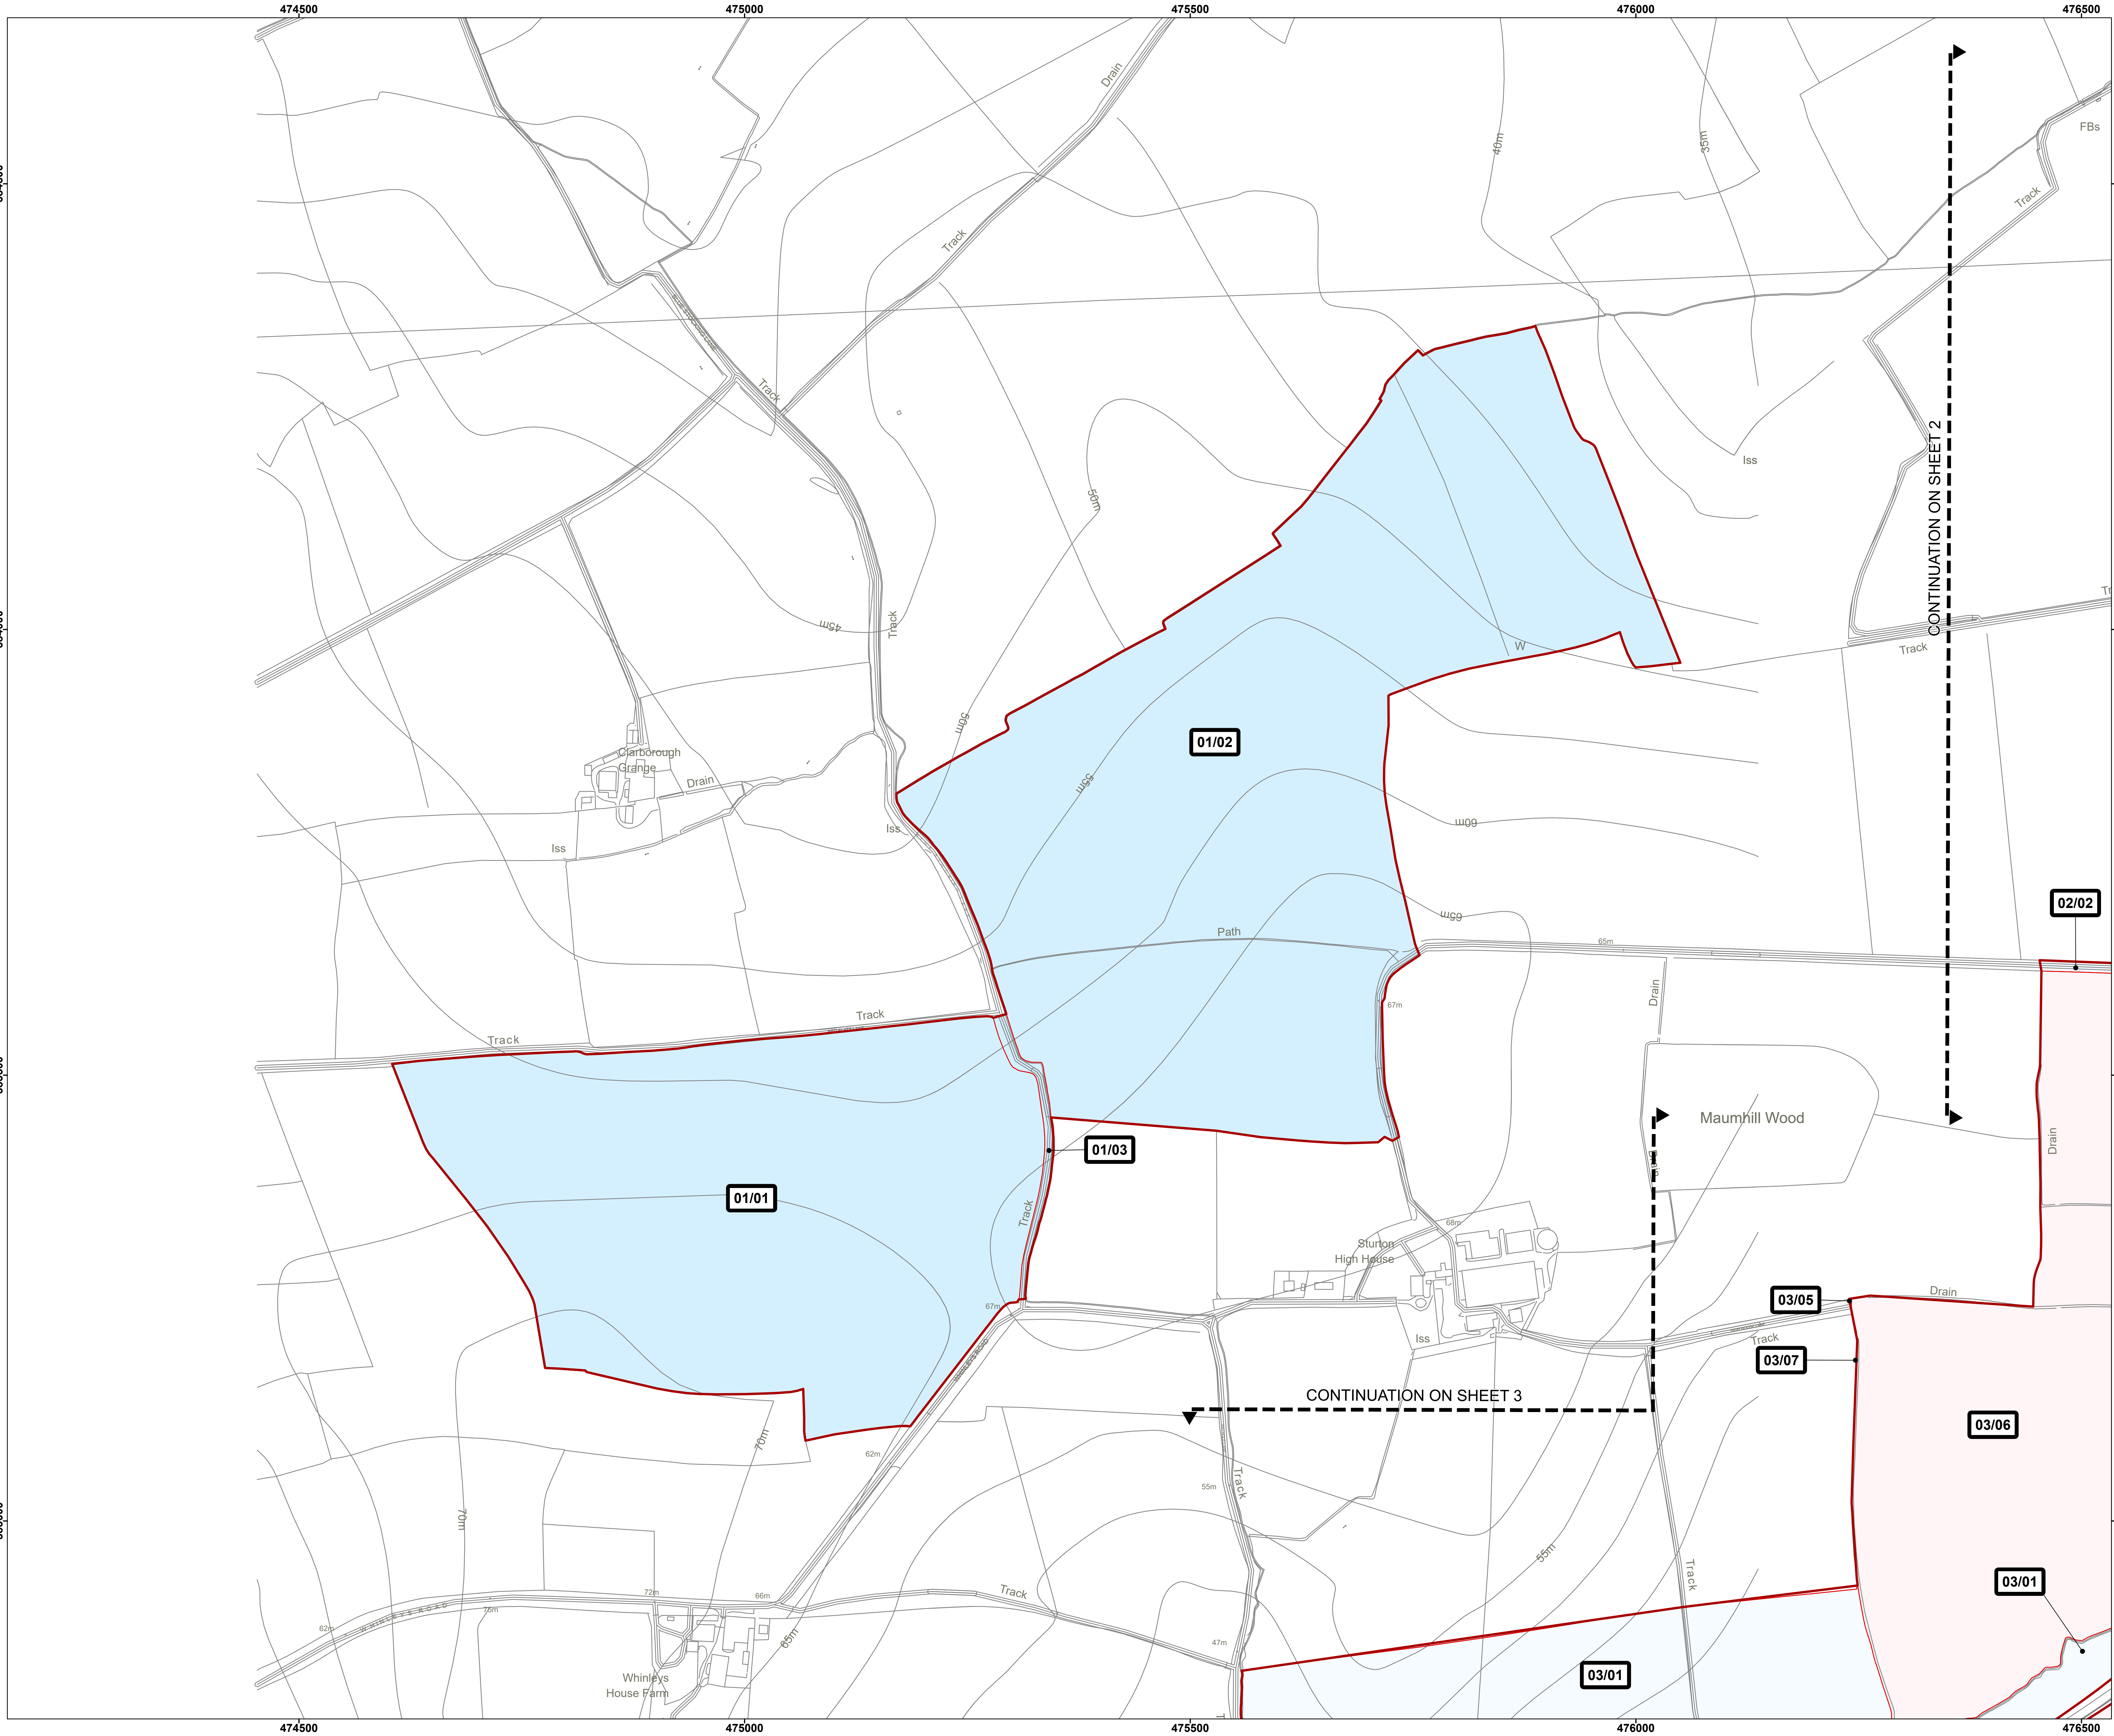 474500
475000
475500
476000
476500
Drain
40m
35m
FBs
Track
Track
Track
50m
Iss
CONTINUATION ON SHEET 2
45m
Track
W
Track
50m
01/02
Clarborough
Grange
Drain
55m
60m
Iss
Iss
02/02
65m
Path
65m
Drain
67m
Track
Track
Maumhill Wood
Drain
Drain
01/03
01/01
Track
68m
Sturton
High House
Drain
03/05
67m
Iss
Track
03/07
CONTINUATION ON SHEET 3
03/06
70m
62m
Track
55m
70m
55m
Track
03/01
Track
72m
66m
75m
WHINLEYS ROAD
62m
65m
47m
03/01
Whinleys
House Farm
474500
475000
475500
476000
476500